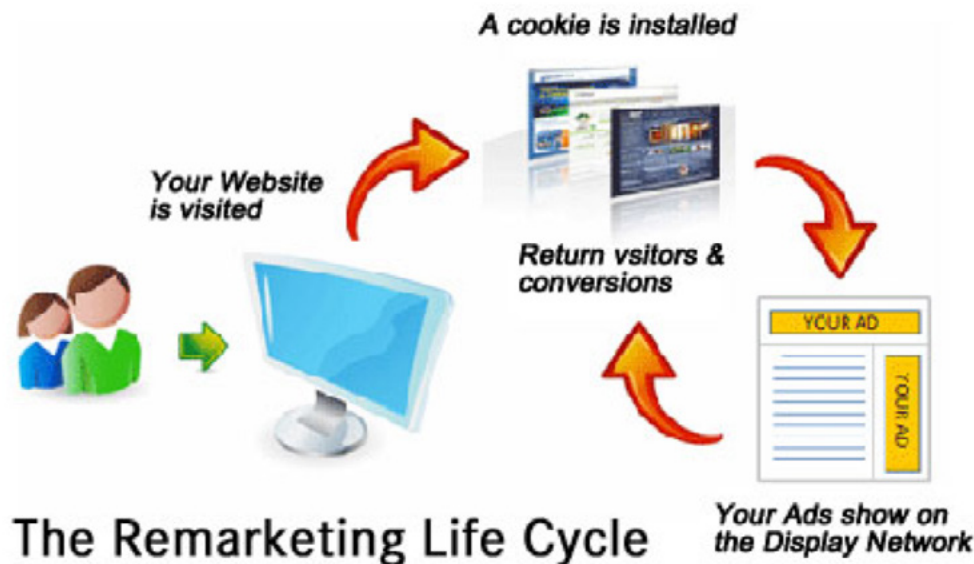 A cookie is installed
Your Website
is visited
Return vsitors &
conversions
YOUR AD
YOUR AD
Your Ads show on
the Display Network
The Remarketing Life Cycle